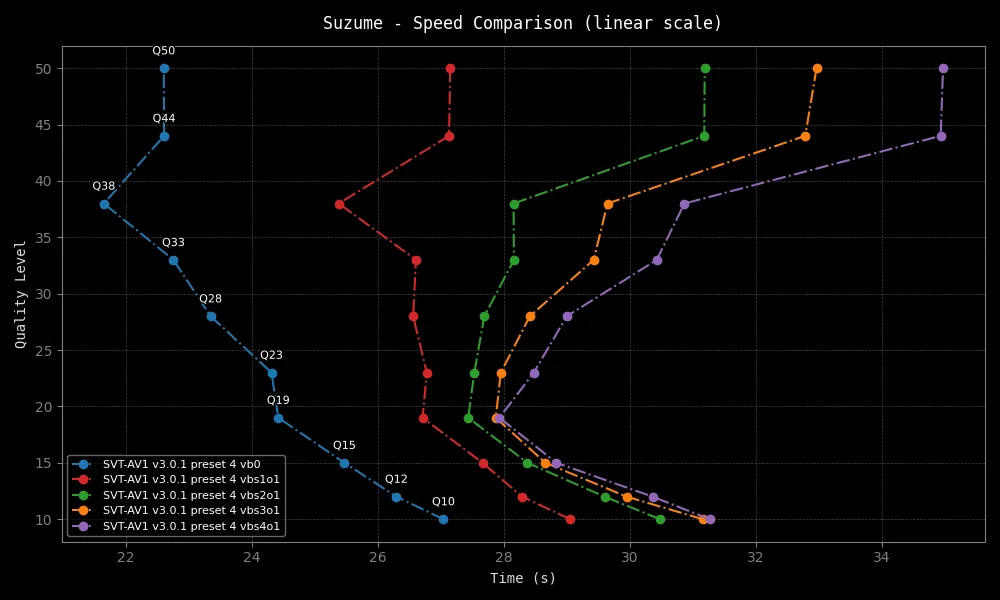 Suzume - Speed Comparison (linear scale)
Quality Level
50
45
40
35
30
25
20
15
10
Q50
Q44
Q38
Q33
Q28
Q23
Q19
Q15
Q12
Q10
SVT-AV1 v3.0.1 preset 4 vb0
SVT-AV1 v3.0.1 preset 4 vbs1o1
SVT-AV1 v3.0.1 preset 4 vbs2o1
SVT-AV1 v3.0.1 preset 4 vbs3o1
SVT-AV1 v3.0.1 preset 4 vbs4o1
22 24 26 28 30 32 34
Time (s)